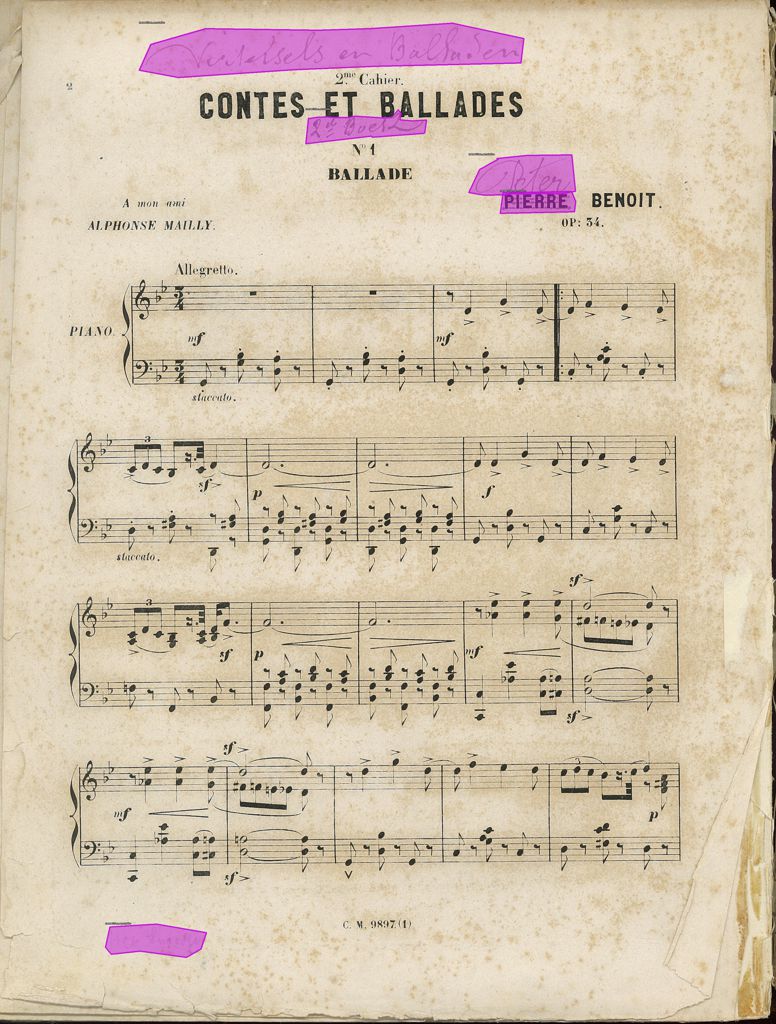 Vertelsels en Balladen
2
2me Cahier.
CONTES ET BALLADES
2de Boek
No 1
BALLADE
Peter
A mon ami
ALPHONSE MAILLY.
PIERRE BENOIT.
OP: 34.
Allegretto.
PIANO.
mf
mf
staccato.
sf
p
f
staccato.
sf
sf
p
mf
sf
sf
mf
p
sf
C. M. 9897.(1)